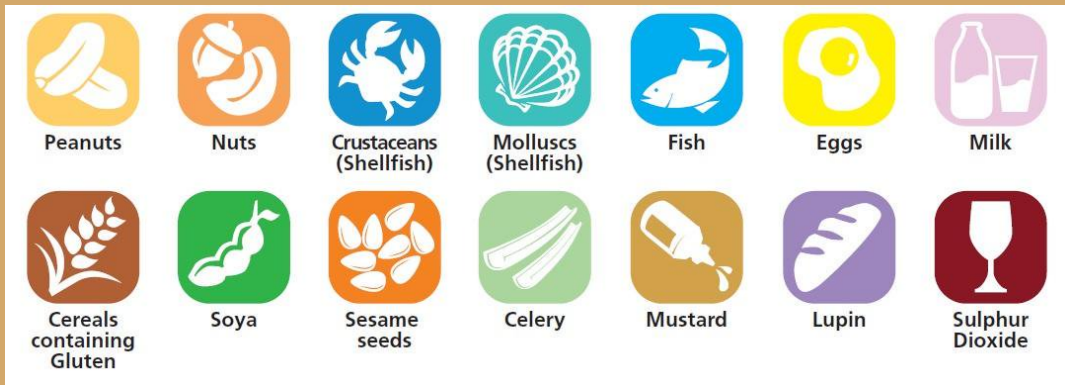 Peanuts
Nuts
Crustaceans
(Shellfish)
Molluscs
(Shellfish)
Fish
Eggs
Milk
Cereals
containing
Gluten
Soya
Sesame
seeds
Celery
Mustard
Lupin
Sulphur
Dioxide